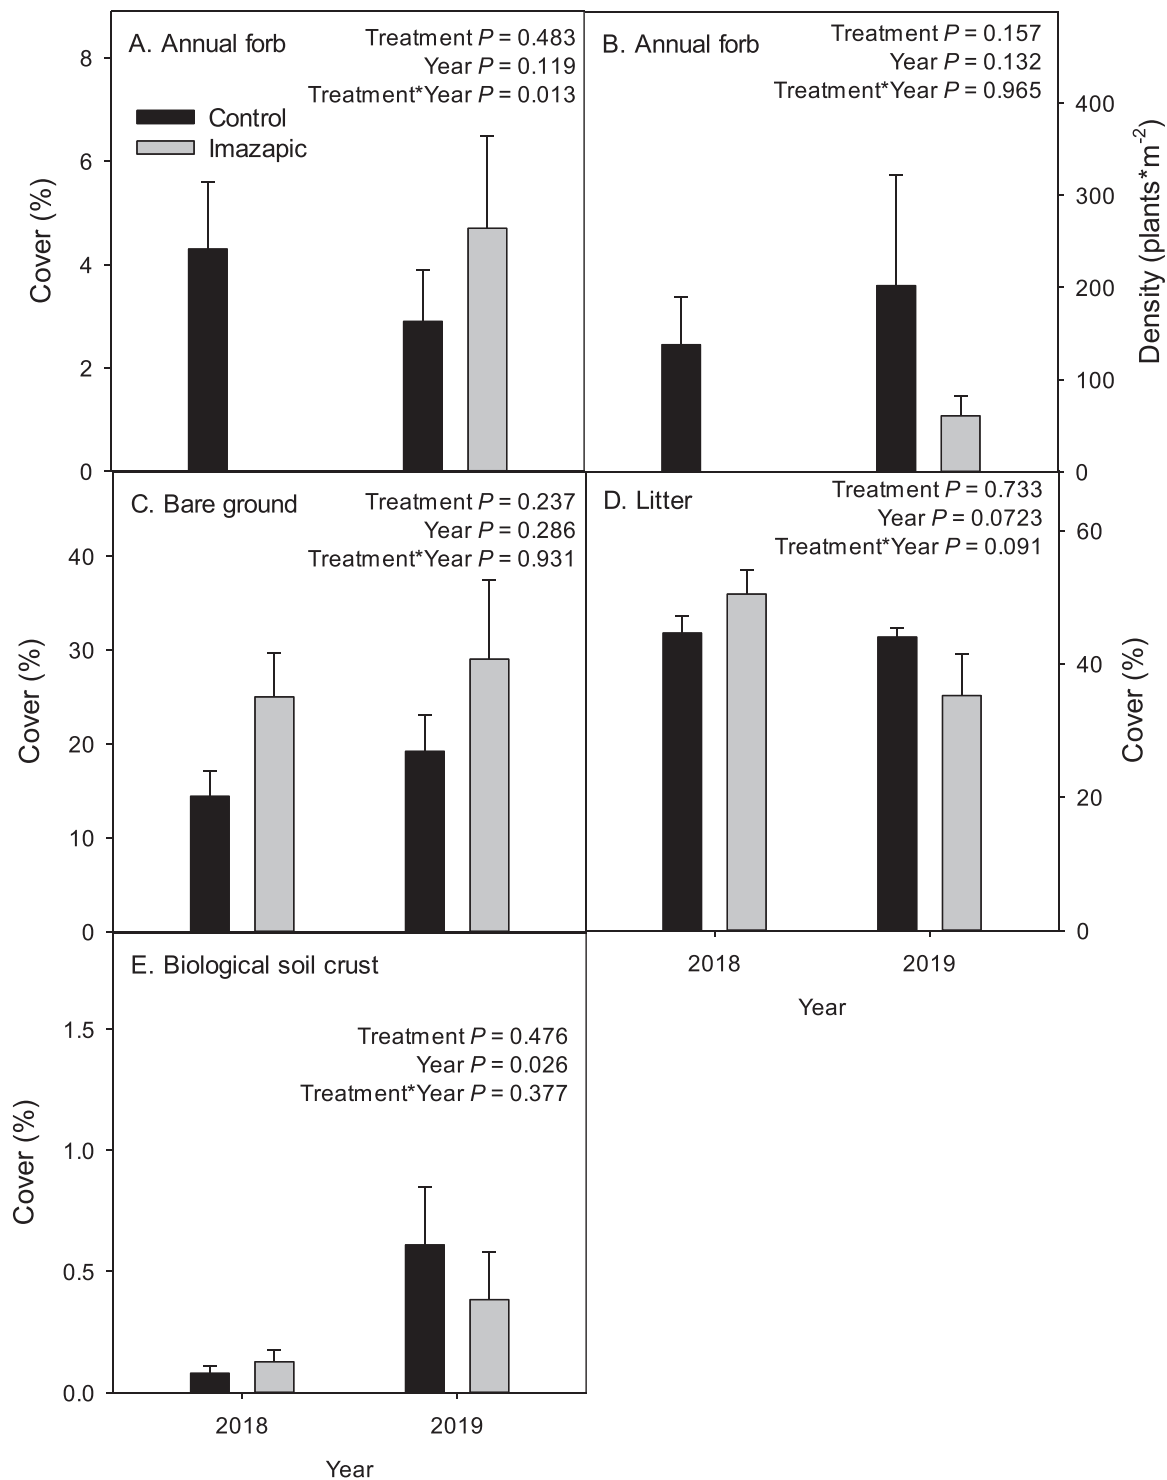 A. Annual forb
Treatment P = 0.483
Year P = 0.119
Treatment*Year P = 0.013
Control
Imazapic
8
6
4
2
0
Cover (%)
B. Annual forb
Treatment P = 0.157
Year P = 0.132
Treatment*Year P = 0.965
400
300
200
100
0
Density (plants*m-2)
C. Bare ground
Treatment P = 0.237
Year P = 0.286
Treatment*Year P = 0.931
40
30
20
10
0
Cover (%)
D. Litter
Treatment P = 0.733
Year P = 0.0723
Treatment*Year P = 0.091
60
40
20
0
Cover (%)
2018 2019
Year
E. Biological soil crust
Treatment P = 0.476
Year P = 0.026
Treatment*Year P = 0.377
1.5
1.0
0.5
0.0
Cover (%)
2018 2019
Year